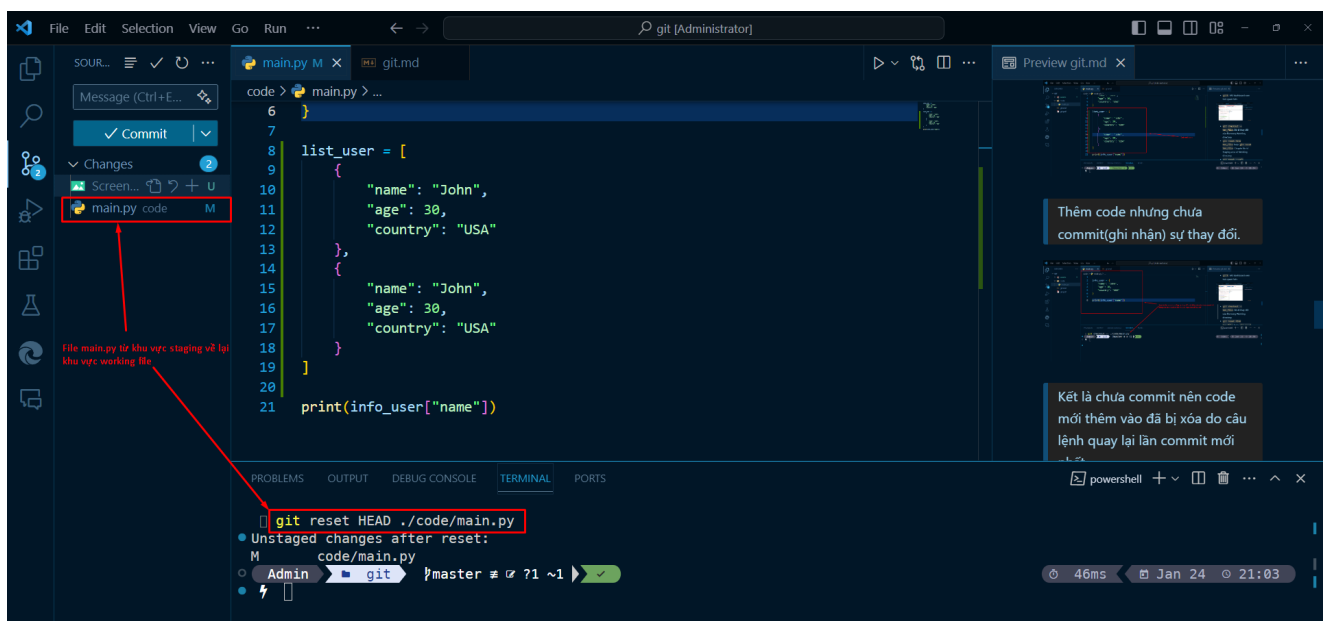 File Edit Selection View Go Run ··· git [Administrator]
SOUR...
Message (Ctrl+E...
Commit
Changes 2
Screen... U
main.py code M
2
File main.py từ khu vực staging về lại
khu vực working file
main.py M
git.md
code > main.py > ...
6 }
7
8 list_user = [
9 {
10 "name": "John",
11 "age": 30,
12 "country": "USA"
13 },
14 {
15 "name": "John",
16 "age": 30,
17 "country": "USA"
18 }
19 ]
20
21 print(info_user["name"])
Preview git.md
Thêm code nhưng chưa
commit(ghi nhận) sự thay đổi.
Kết là chưa commit nên code
mới thêm vào đã bị xóa do câu
lệnh quay lại lần commit mới
PROBLEMS OUTPUT DEBUG CONSOLE TERMINAL PORTS
powershell
git reset HEAD ./code/main.py
Unstaged changes after reset:
M code/main.py
Admin git master ≢ ?1 ~1
46ms Jan 24 21:03